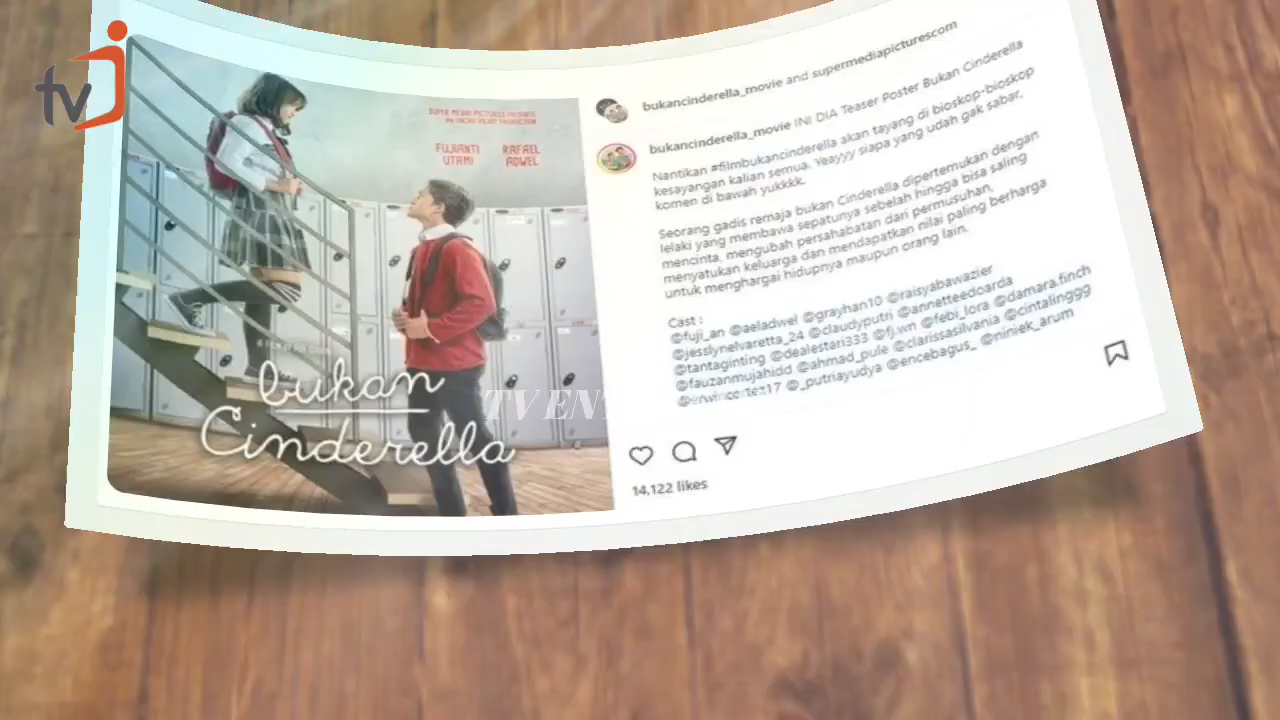 tvj
SUPER MEDIA PICTURES PRESENTS
FUJIANTI UTAMI
RAFAEL ADWEL
bukan
Cinderella
TV ENT
bukancinderella_movie and supermediapicturescom
bukancinderella_movie INI DIA Teaser Poster Bukan Cinderella
Nantikan #filmbukancinderella akan tayang di bioskop-bioskop
kesayangan kalian semua. Yeayyy siapa yang udah gak sabar,
komen di bawah yukkkk.
Seorang gadis remaja bukan Cinderella dipertemukan dengan
lelaki yang membawa sepatunya sebelah hingga bisa saling
mencinta, mengubah persahabatan dari permusuhan,
menyatukan keluarga dan mendapatkan nilai paling berharga
untuk menghargai hidupnya maupun orang lain.
Cast :
@fuji_an @aeladwel @grayhan10 @raisyabawazier
@jesslynelvaretta_24 @claudyputri @annetteedoarda
@tantaginting @dealestari333 @fj.wn @febi_lora @damara.finch
@fauzanmujahidd @ahmad_pule @clarissasilvania @cintalinggg
@erwincortez17 @_putriayudya @encebagus_ @niniek_arum
14,122 likes